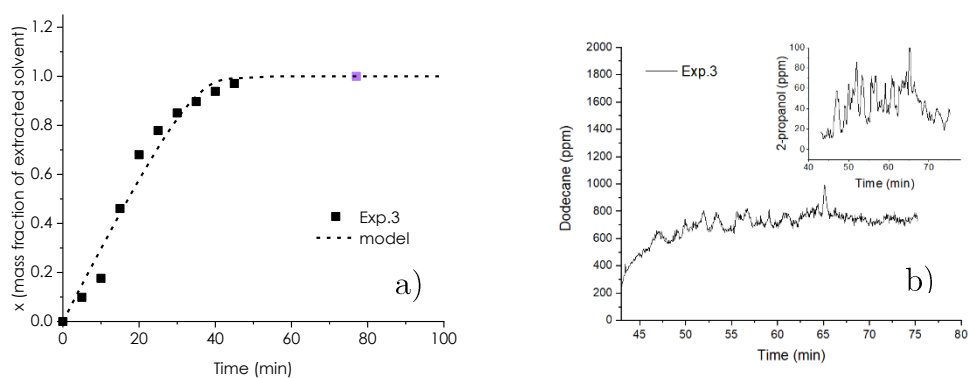 x (mass fraction of extracted solvent)
1.2
1.0
0.8
0.6
0.4
0.2
0.0
0 20 40 60 80 100
Time (min)
Exp.3
model
a)
Dodecane (ppm)
2000
1800
1600
1400
1200
1000
800
600
400
200
0
45 50 55 60 65 70 75 80
Time (min)
Exp.3
b)
2-propanol (ppm)
100
80
60
40
20
0
40 50 60 70
Time (min)